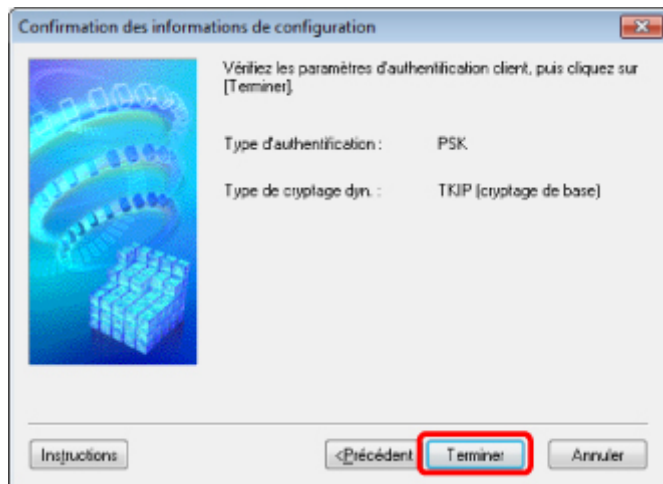 Confirmation des informations de configuration
Vérifiez les paramètres d'authentification client, puis cliquez sur
[Terminer].
Type d'authentification : PSK
Type de cryptage dyn. : TKIP (cryptage de base)
Instructions <Précédent Terminer Annuler